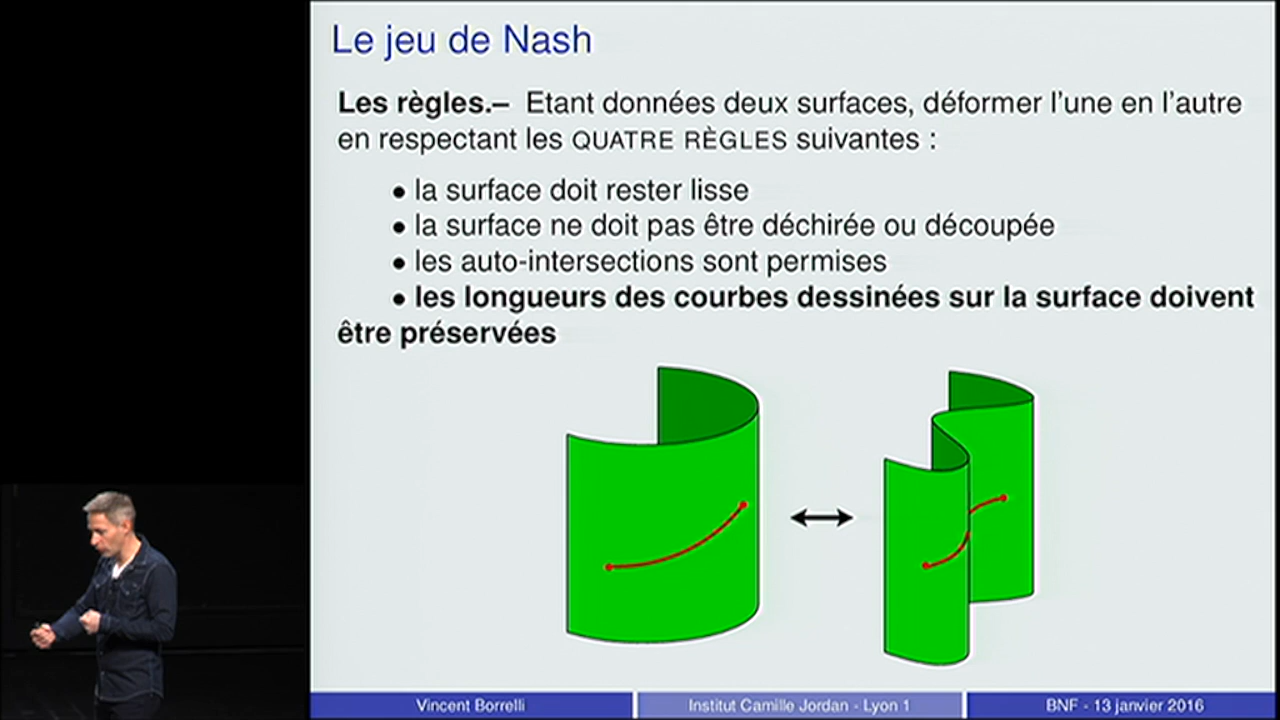 Le jeu de Nash
Les règles.– Etant données deux surfaces, déformer l'une en l'autre
en respectant les QUATRE RÈGLES suivantes :
• la surface doit rester lisse
• la surface ne doit pas être déchirée ou découpée
• les auto-intersections sont permises
• les longueurs des courbes dessinées sur la surface doivent
être préservées
Vincent Borrelli
Institut Camille Jordan - Lyon 1
BNF - 13 janvier 2016